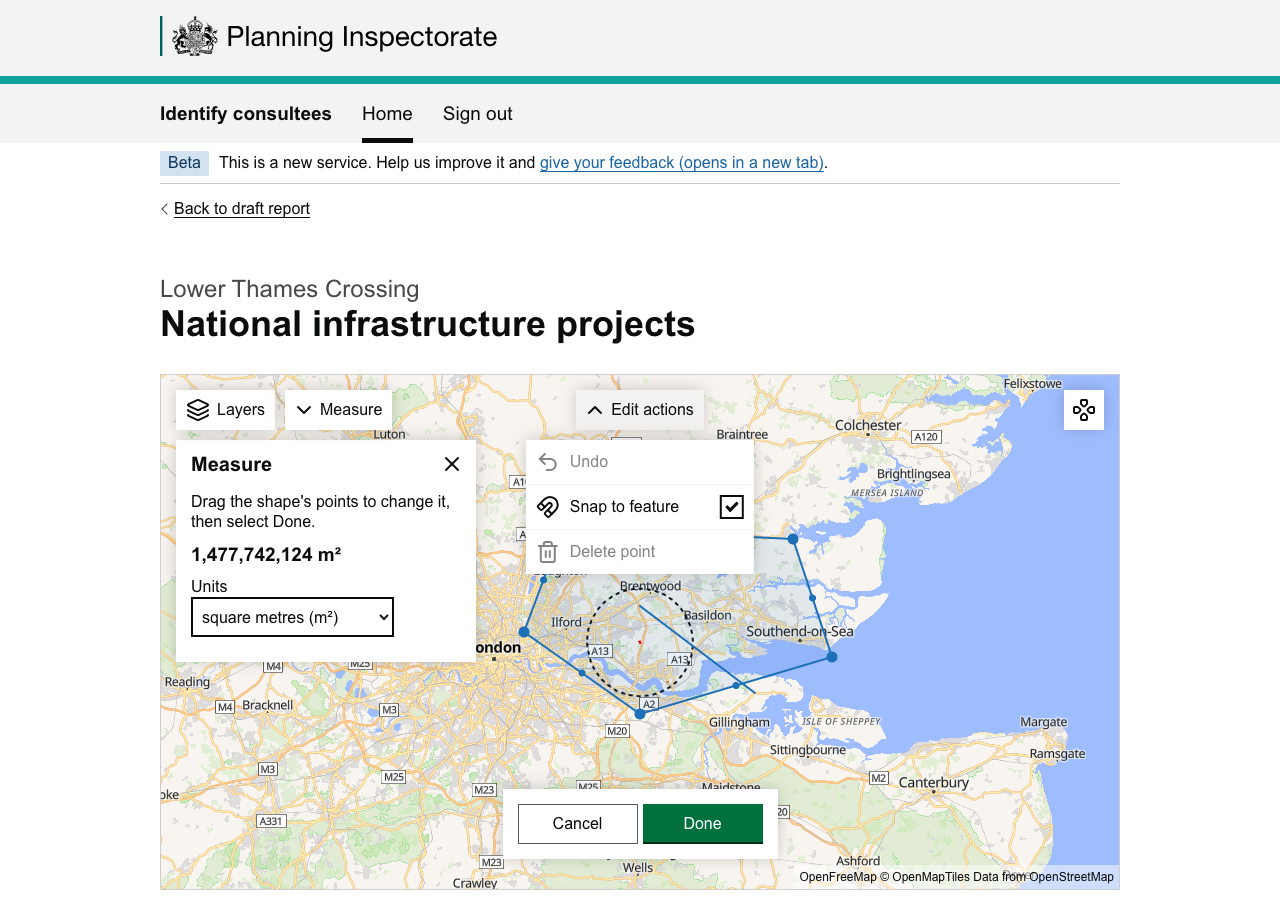 Planning Inspectorate
Identify consultees Home Sign out
Beta This is a new service. Help us improve it and give your feedback (opens in a new tab).
Back to draft report
Lower Thames Crossing
National infrastructure projects
Layers
Measure
Edit actions
Felixstowe
Colchester
A120
Luton
Braintree
Brightlingsea
MERSEA ISLAND
Measure
Drag the shape's points to change it,
then select Done.
1,477,742,124 m²
Units
square metres (m²)
Undo
Snap to feature
Delete point
Brentwood
Ilford
Basildon
Southend-on-Sea
A13
A13
M4
M25
Reading
M4
Bracknell
M3
A2
Gillingham
ISLE OF SHEPPEY
Margate
M20
Sittingbourne
Ramsgate
M3
M25
M2
Canterbury
M23
M25
Maidstone
A331
Cancel
Done
M23
Wells
Ashford
Crawley
OpenFreeMap © OpenMapTiles Data from OpenStreetMap